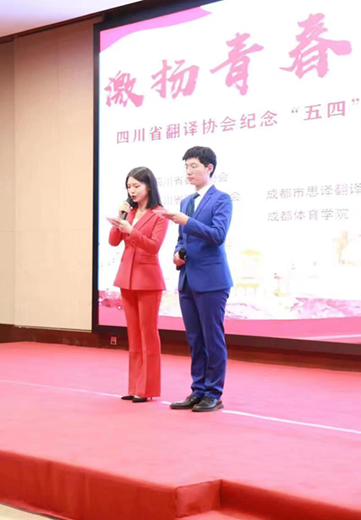 激扬青春
四川省翻译协会纪念“五四”
成都市思译翻译
成都体育学院